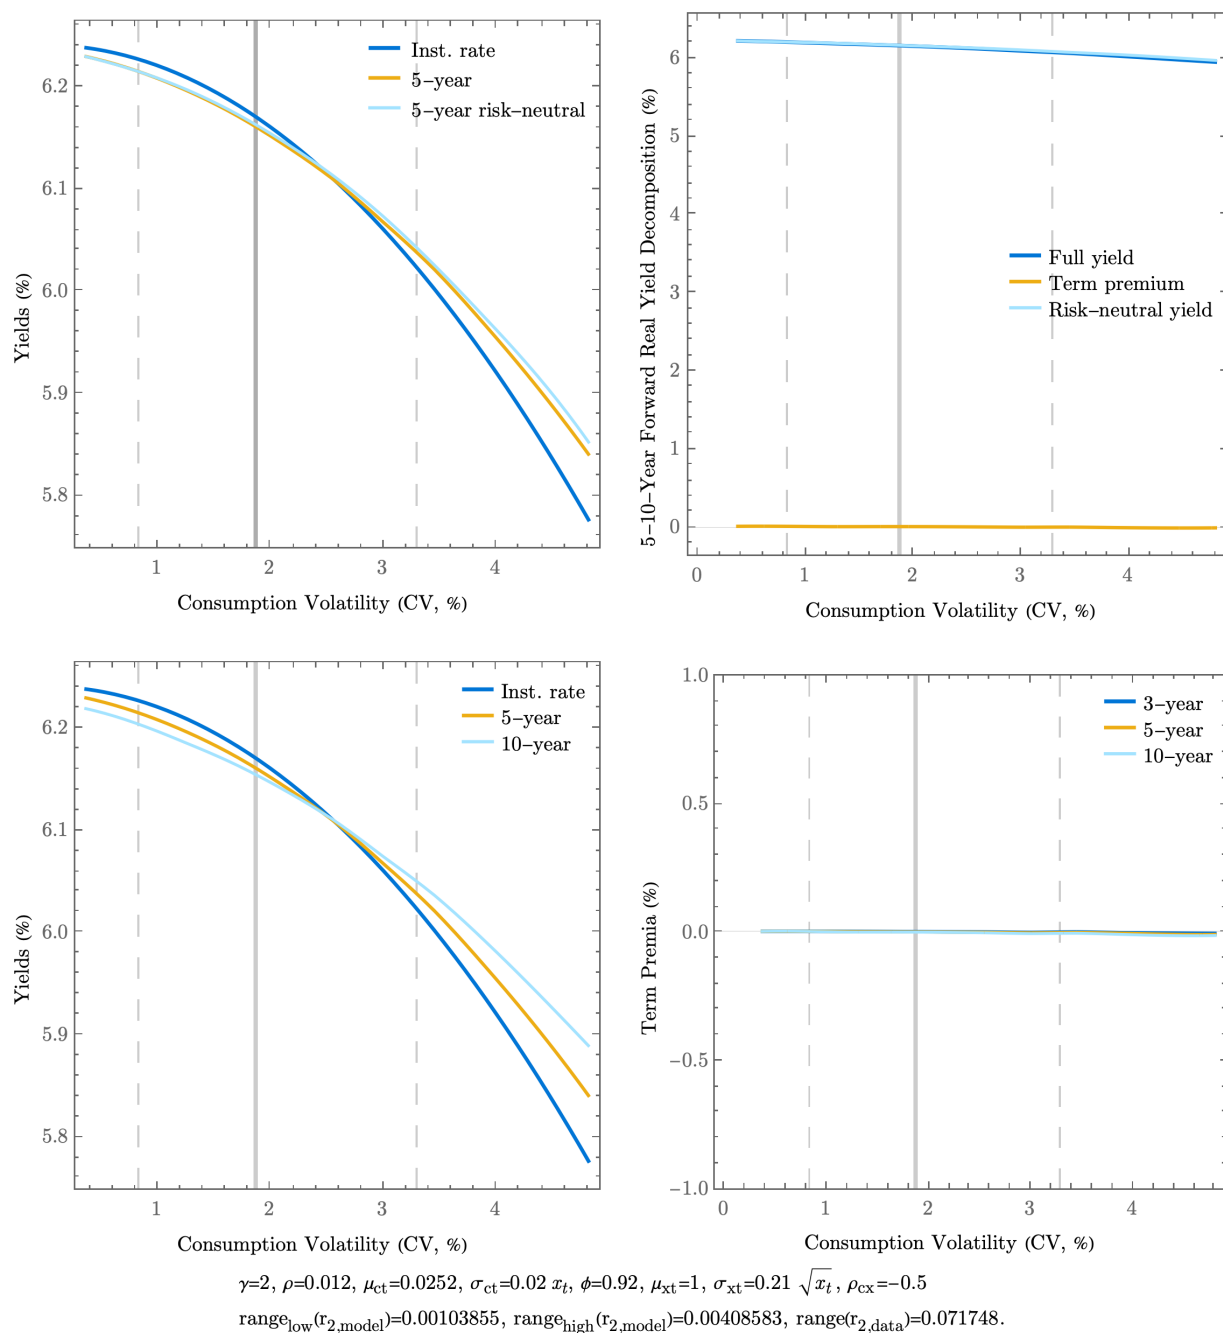 Inst. rate
5−year
5−year risk−neutral
6.2
6.1
6.0
5.9
5.8
Yields (%)
1 2 3 4
Consumption Volatility (CV, %)
Full yield
Term premium
Risk−neutral yield
6
5
4
3
2
1
0
5−10−Year Forward Real Yield Decomposition (%)
0 1 2 3 4
Consumption Volatility (CV, %)
Inst. rate
5−year
10−year
6.2
6.1
6.0
5.9
5.8
Yields (%)
1 2 3 4
Consumption Volatility (CV, %)
3−year
5−year
10−year
1.0
0.5
0.0
−0.5
−1.0
Term Premia (%)
0 1 2 3 4
Consumption Volatility (CV, %)
γ=2, ρ=0.012, μct=0.0252, σct=0.02 xt, ϕ=0.92, μxt=1, σxt=0.21 √xt, ρcx=−0.5
rangelow(r2,model)=0.00103855, rangehigh(r2,model)=0.00408583, range(r2,data)=0.071748.